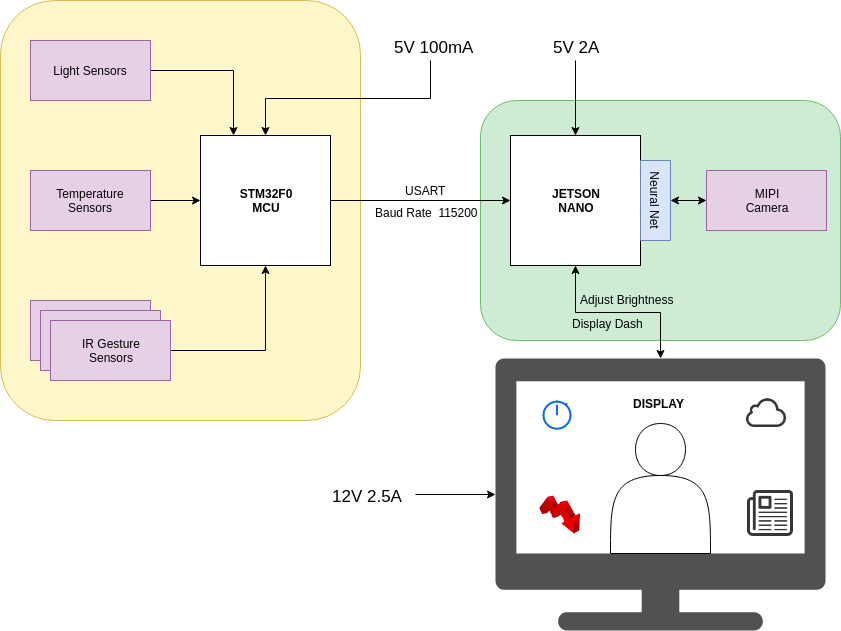 5V 100mA
5V 2A
Light Sensors
Temperature
Sensors
IR Gesture
Sensors
STM32F0
MCU
USART
Baud Rate  115200
JETSON
NANO
Neural Net
MIPI
Camera
Adjust Brightness
Display Dash
DISPLAY
12V 2.5A